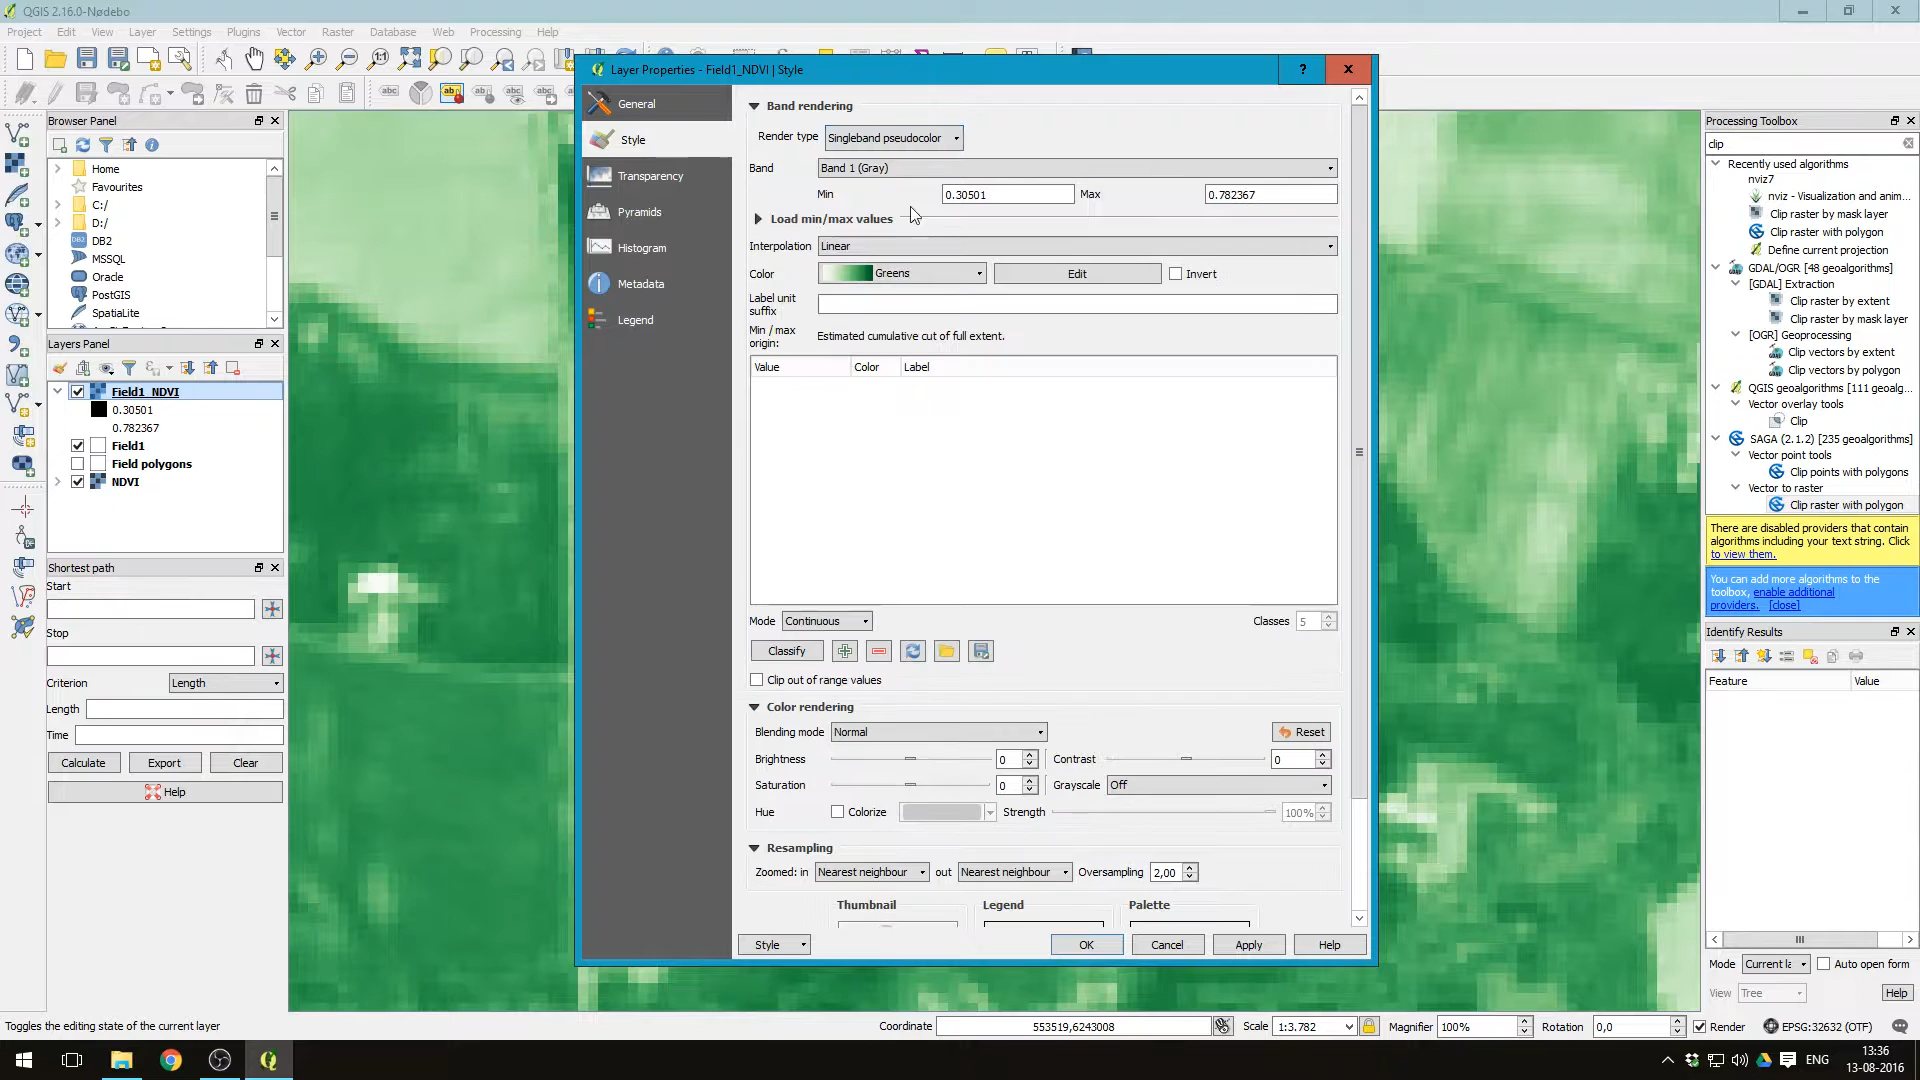 QGIS 2.16.0-Nødebo
Project Edit View Layer Settings Plugins Vector Raster Database Web Processing Help
Browser Panel
Home
Favourites
C:/
D:/
DB2
MSSQL
Oracle
PostGIS
SpatiaLite
Layers Panel
Field1_NDVI
0.30501
0.782367
Field1
Field polygons
NDVI
Shortest path
Start
Stop
Criterion Length
Length
Time
Calculate Export Clear
Help
Layer Properties - Field1_NDVI | Style
General
Style
Transparency
Pyramids
Histogram
Metadata
Legend
Band rendering
Render type Singleband pseudocolor
Band Band 1 (Gray)
Min 0.30501 Max 0.782367
Load min/max values
Interpolation Linear
Color Greens Edit Invert
Label unit
suffix
Min / max
origin: Estimated cumulative cut of full extent.
Value Color Label
Mode Continuous Classes 5
Classify
Clip out of range values
Color rendering
Blending mode Normal Reset
Brightness 0 Contrast 0
Saturation 0 Grayscale Off
Hue Colorize Strength 100%
Resampling
Zoomed: in Nearest neighbour out Nearest neighbour Oversampling 2,00
Thumbnail Legend Palette
Style OK Cancel Apply Help
Processing Toolbox
clip
Recently used algorithms
nviz7
nviz - Visualization and anim...
Clip raster by mask layer
Clip raster with polygon
Define current projection
GDAL/OGR [48 geoalgorithms]
[GDAL] Extraction
Clip raster by extent
Clip raster by mask layer
[OGR] Geoprocessing
Clip vectors by extent
Clip vectors by polygon
QGIS geoalgorithms [111 geoalg...
Vector overlay tools
Clip
SAGA (2.1.2) [235 geoalgorithms]
Vector point tools
Clip points with polygons
Vector to raster
Clip raster with polygon
There are disabled providers that contain
algorithms including your text string. Click
to view them.
You can add more algorithms to the
toolbox, enable additional
providers. [close]
Identify Results
Feature Value
Mode Current la Auto open form
View Tree Help
Toggles the editing state of the current layer
Coordinate 553519,6243008 Scale 1:3.782 Magnifier 100% Rotation 0,0 Render EPSG:32632 (OTF)
ENG
13:36
13-08-2016